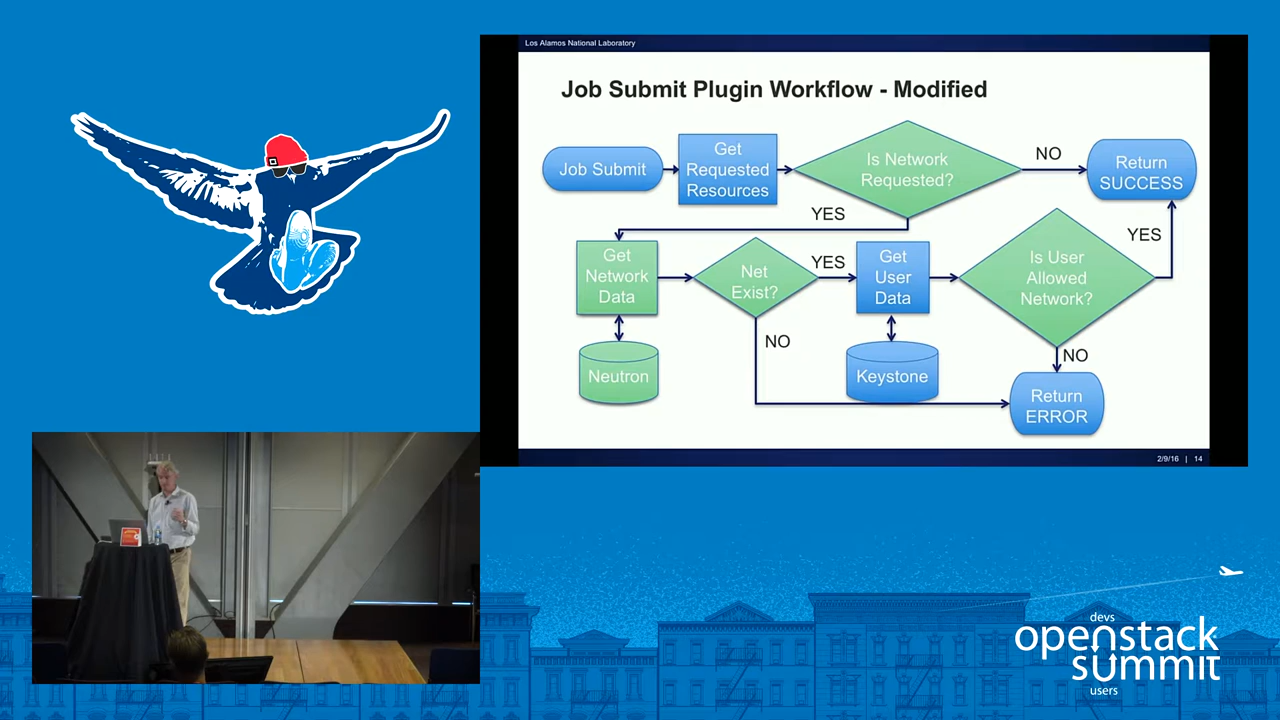 Los Alamos National Laboratory
Job Submit Plugin Workflow - Modified
Job Submit
Get
Requested
Resources
Is Network
Requested?
NO
Return
SUCCESS
YES
Get
Network
Data
Net
Exist?
YES
Get
User
Data
Is User
Allowed
Network?
YES
NO
NO
Neutron
Keystone
Return
ERROR
2/9/16 | 14
devs
openstack
summit
users